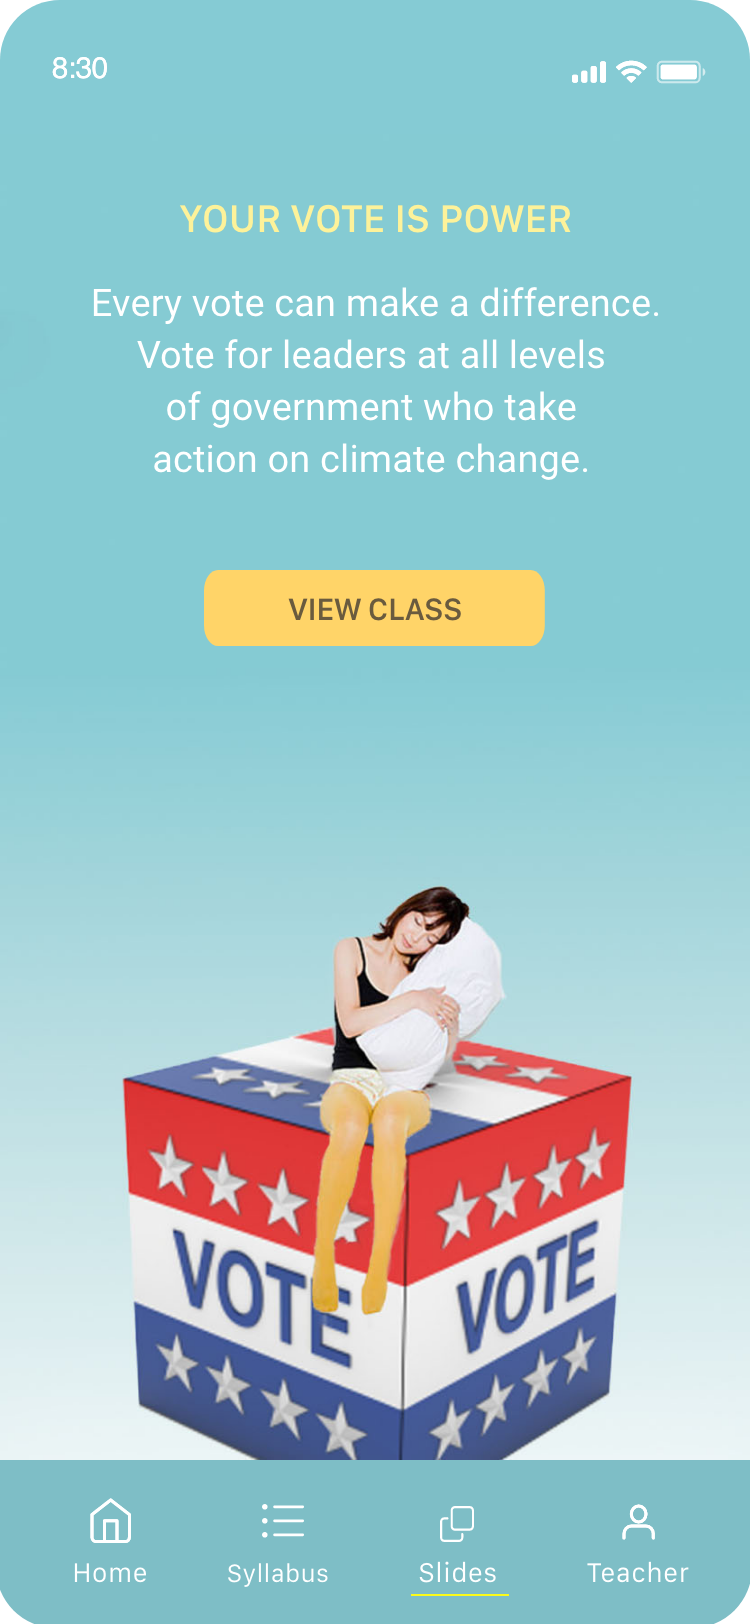 8:30
YOUR VOTE IS POWER
Every vote can make a difference.
Vote for leaders at all levels
of government who take
action on climate change.
VIEW CLASS
VOTE
VOTE
Home
Syllabus
Slides
Teacher